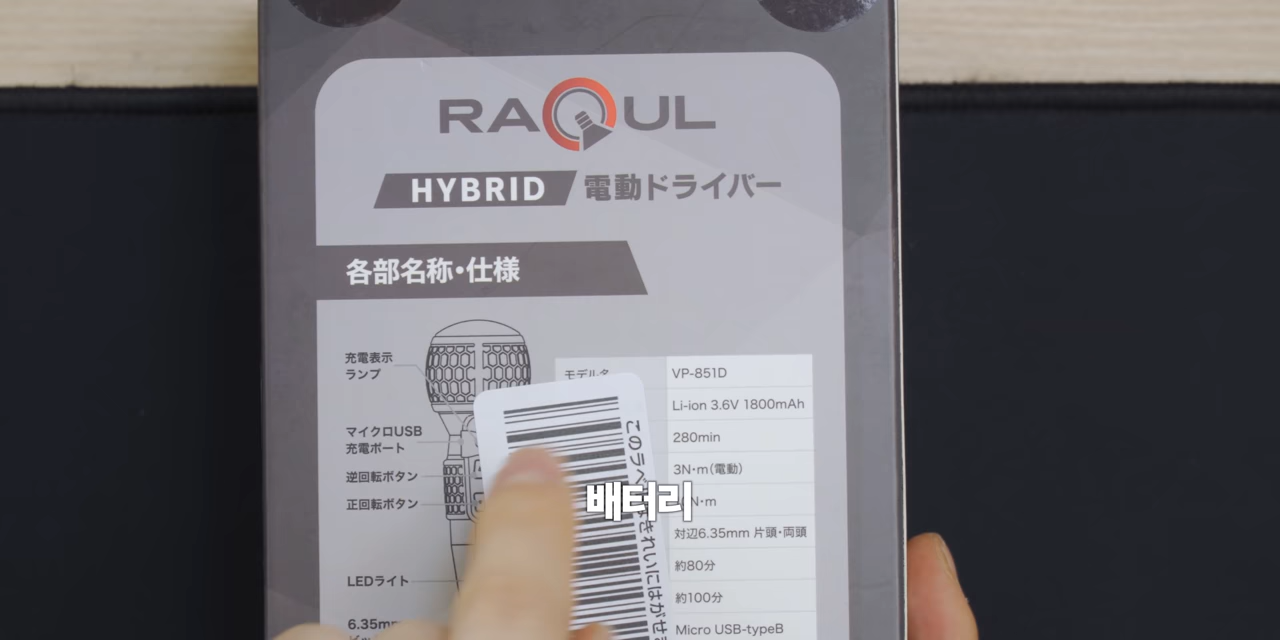 RAQUL
HYBRID 電動ドライバー
各部名称・仕様
充電表示
ランプ
マイクロUSB
充電ポート
逆回転ボタン
正回転ボタン
LEDライト
6.35mm
モデル名 VP-851D
Li-ion 3.6V 1800mAh
280min
3N·m(電動)
N·m
対辺6.35mm 片頭・両頭
約80分
約100分
Micro USB-typeB
きれいにはがせ
배터리